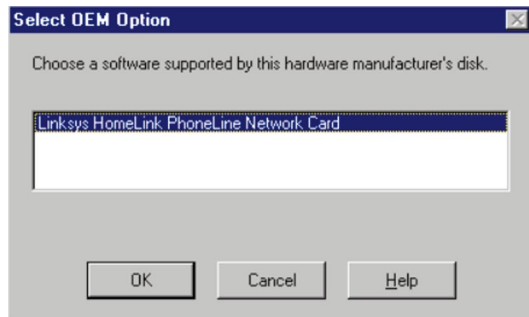 Select OEM Option
Choose a software supported by this hardware manufacturer's disk.
Linksys HomeLink PhoneLine Network Card
OK Cancel Help